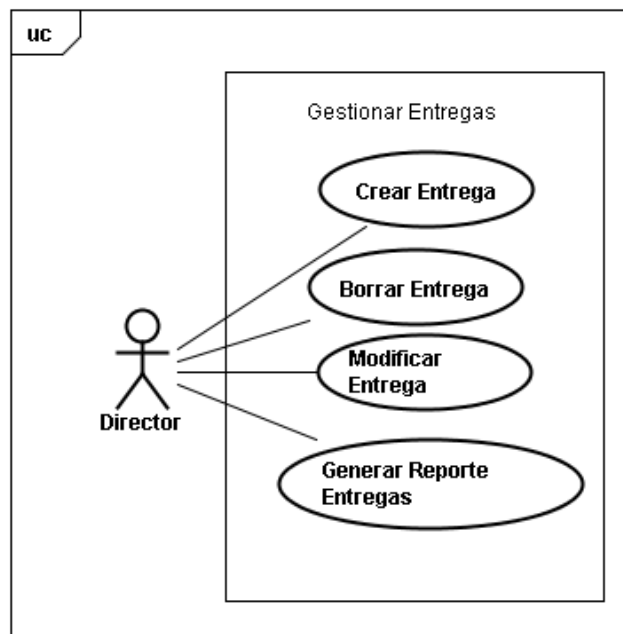 uc
Gestionar Entregas
Crear Entrega
Borrar Entrega
Modificar
Entrega
Director
Generar Reporte
Entregas